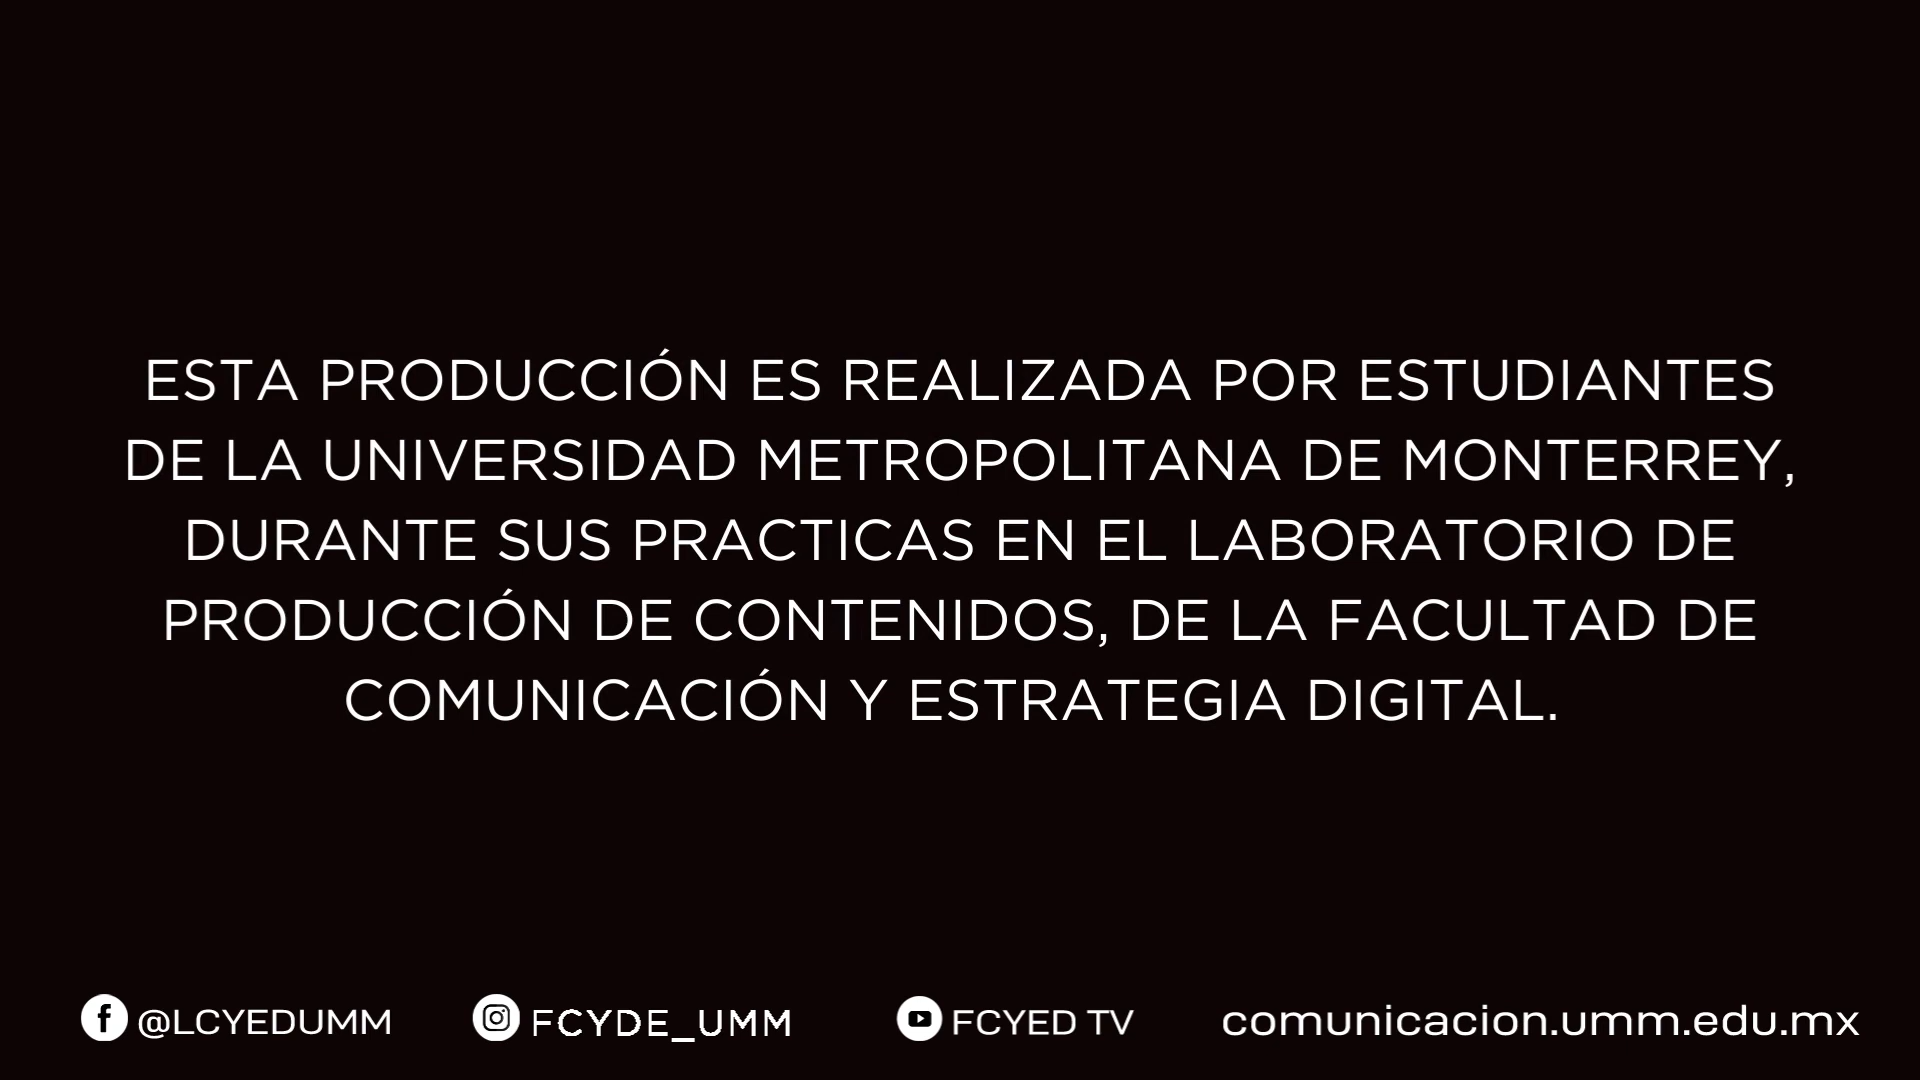 ESTA PRODUCCIÓN ES REALIZADA POR ESTUDIANTES
DE LA UNIVERSIDAD METROPOLITANA DE MONTERREY,
DURANTE SUS PRACTICAS EN EL LABORATORIO DE
PRODUCCIÓN DE CONTENIDOS, DE LA FACULTAD DE
COMUNICACIÓN Y ESTRATEGIA DIGITAL.
@LCYEDUMM FCYDE_UMM FCYED TV comunicacion.umm.edu.mx